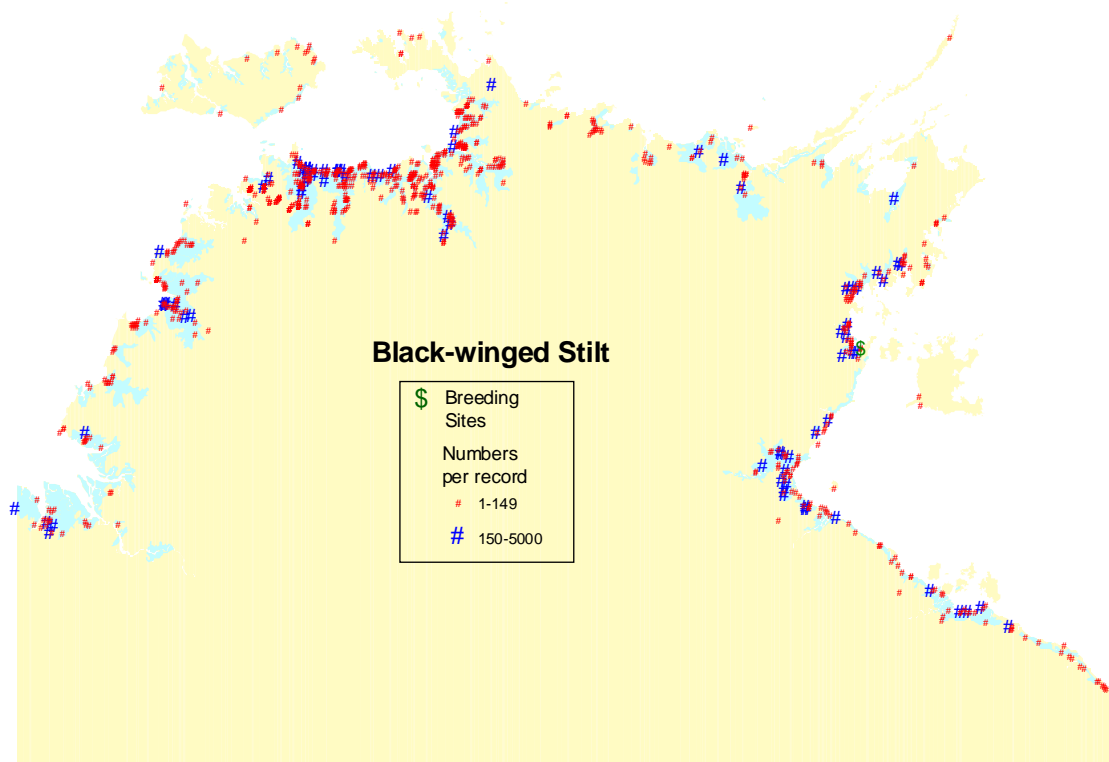 Black-winged Stilt
$ Breeding
Sites
Numbers
per record
# 1-149
# 150-5000